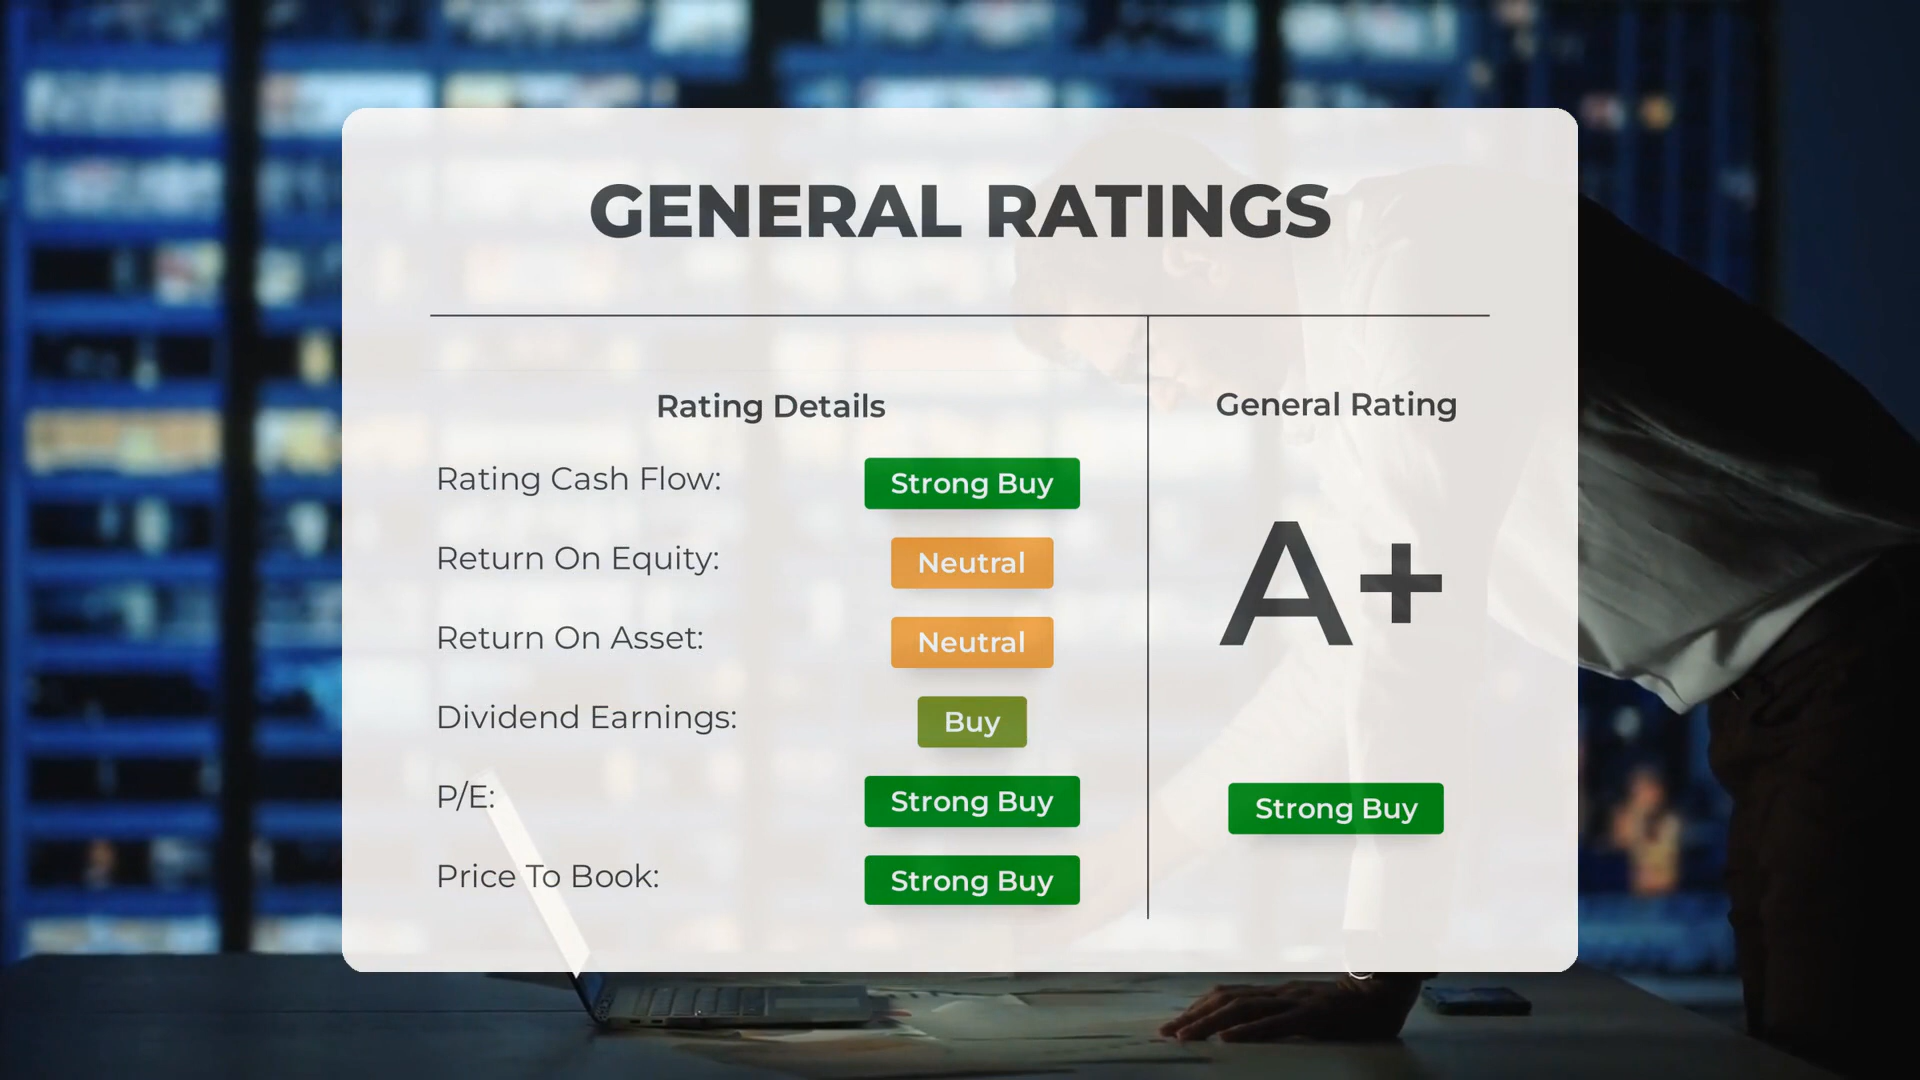 GENERAL RATINGS
Rating Details
Rating Cash Flow: Strong Buy
Return On Equity: Neutral
Return On Asset: Neutral
Dividend Earnings: Buy
P/E: Strong Buy
Price To Book: Strong Buy
General Rating
A+
Strong Buy